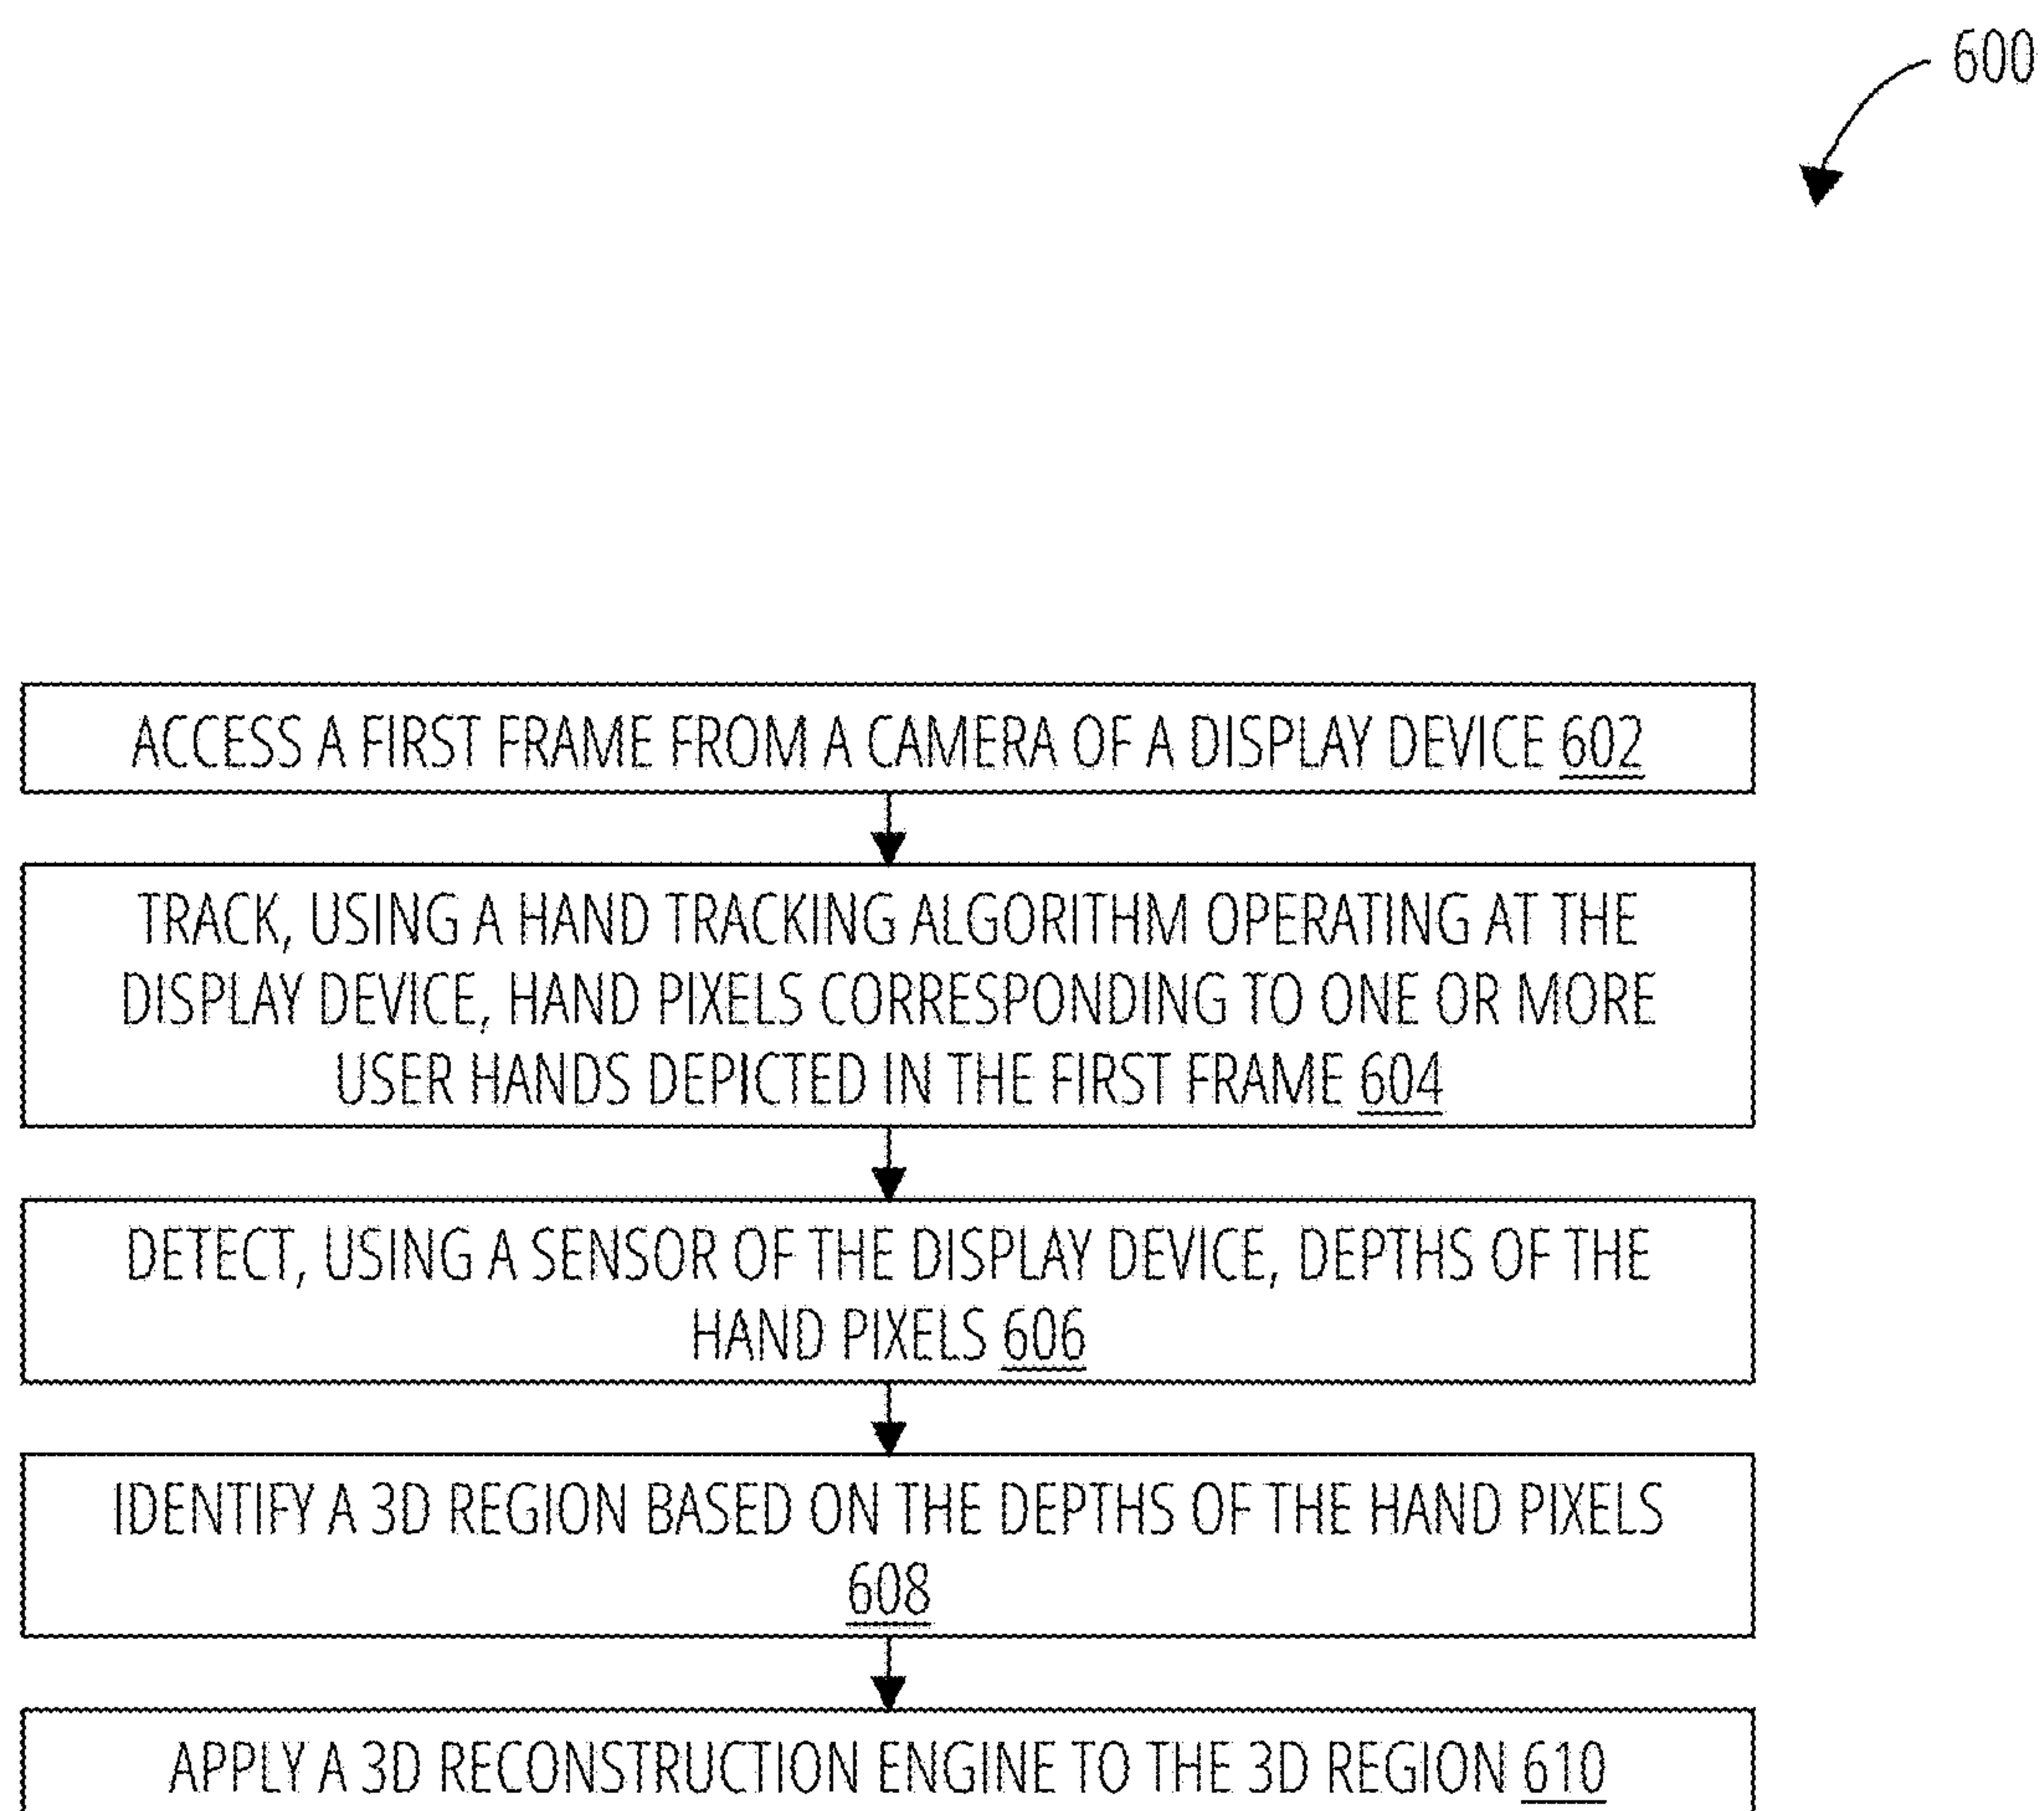 600
ACCESS A FIRST FRAME FROM A CAMERA OF A DISPLAY DEVICE 602
TRACK, USING A HAND TRACKING ALGORITHM OPERATING AT THE
DISPLAY DEVICE, HAND PIXELS CORRESPONDING TO ONE OR MORE
USER HANDS DEPICTED IN THE FIRST FRAME 604
DETECT, USING A SENSOR OF THE DISPLAY DEVICE, DEPTHS OF THE
HAND PIXELS 606
IDENTIFY A 3D REGION BASED ON THE DEPTHS OF THE HAND PIXELS
608
APPLY A 3D RECONSTRUCTION ENGINE TO THE 3D REGION 610